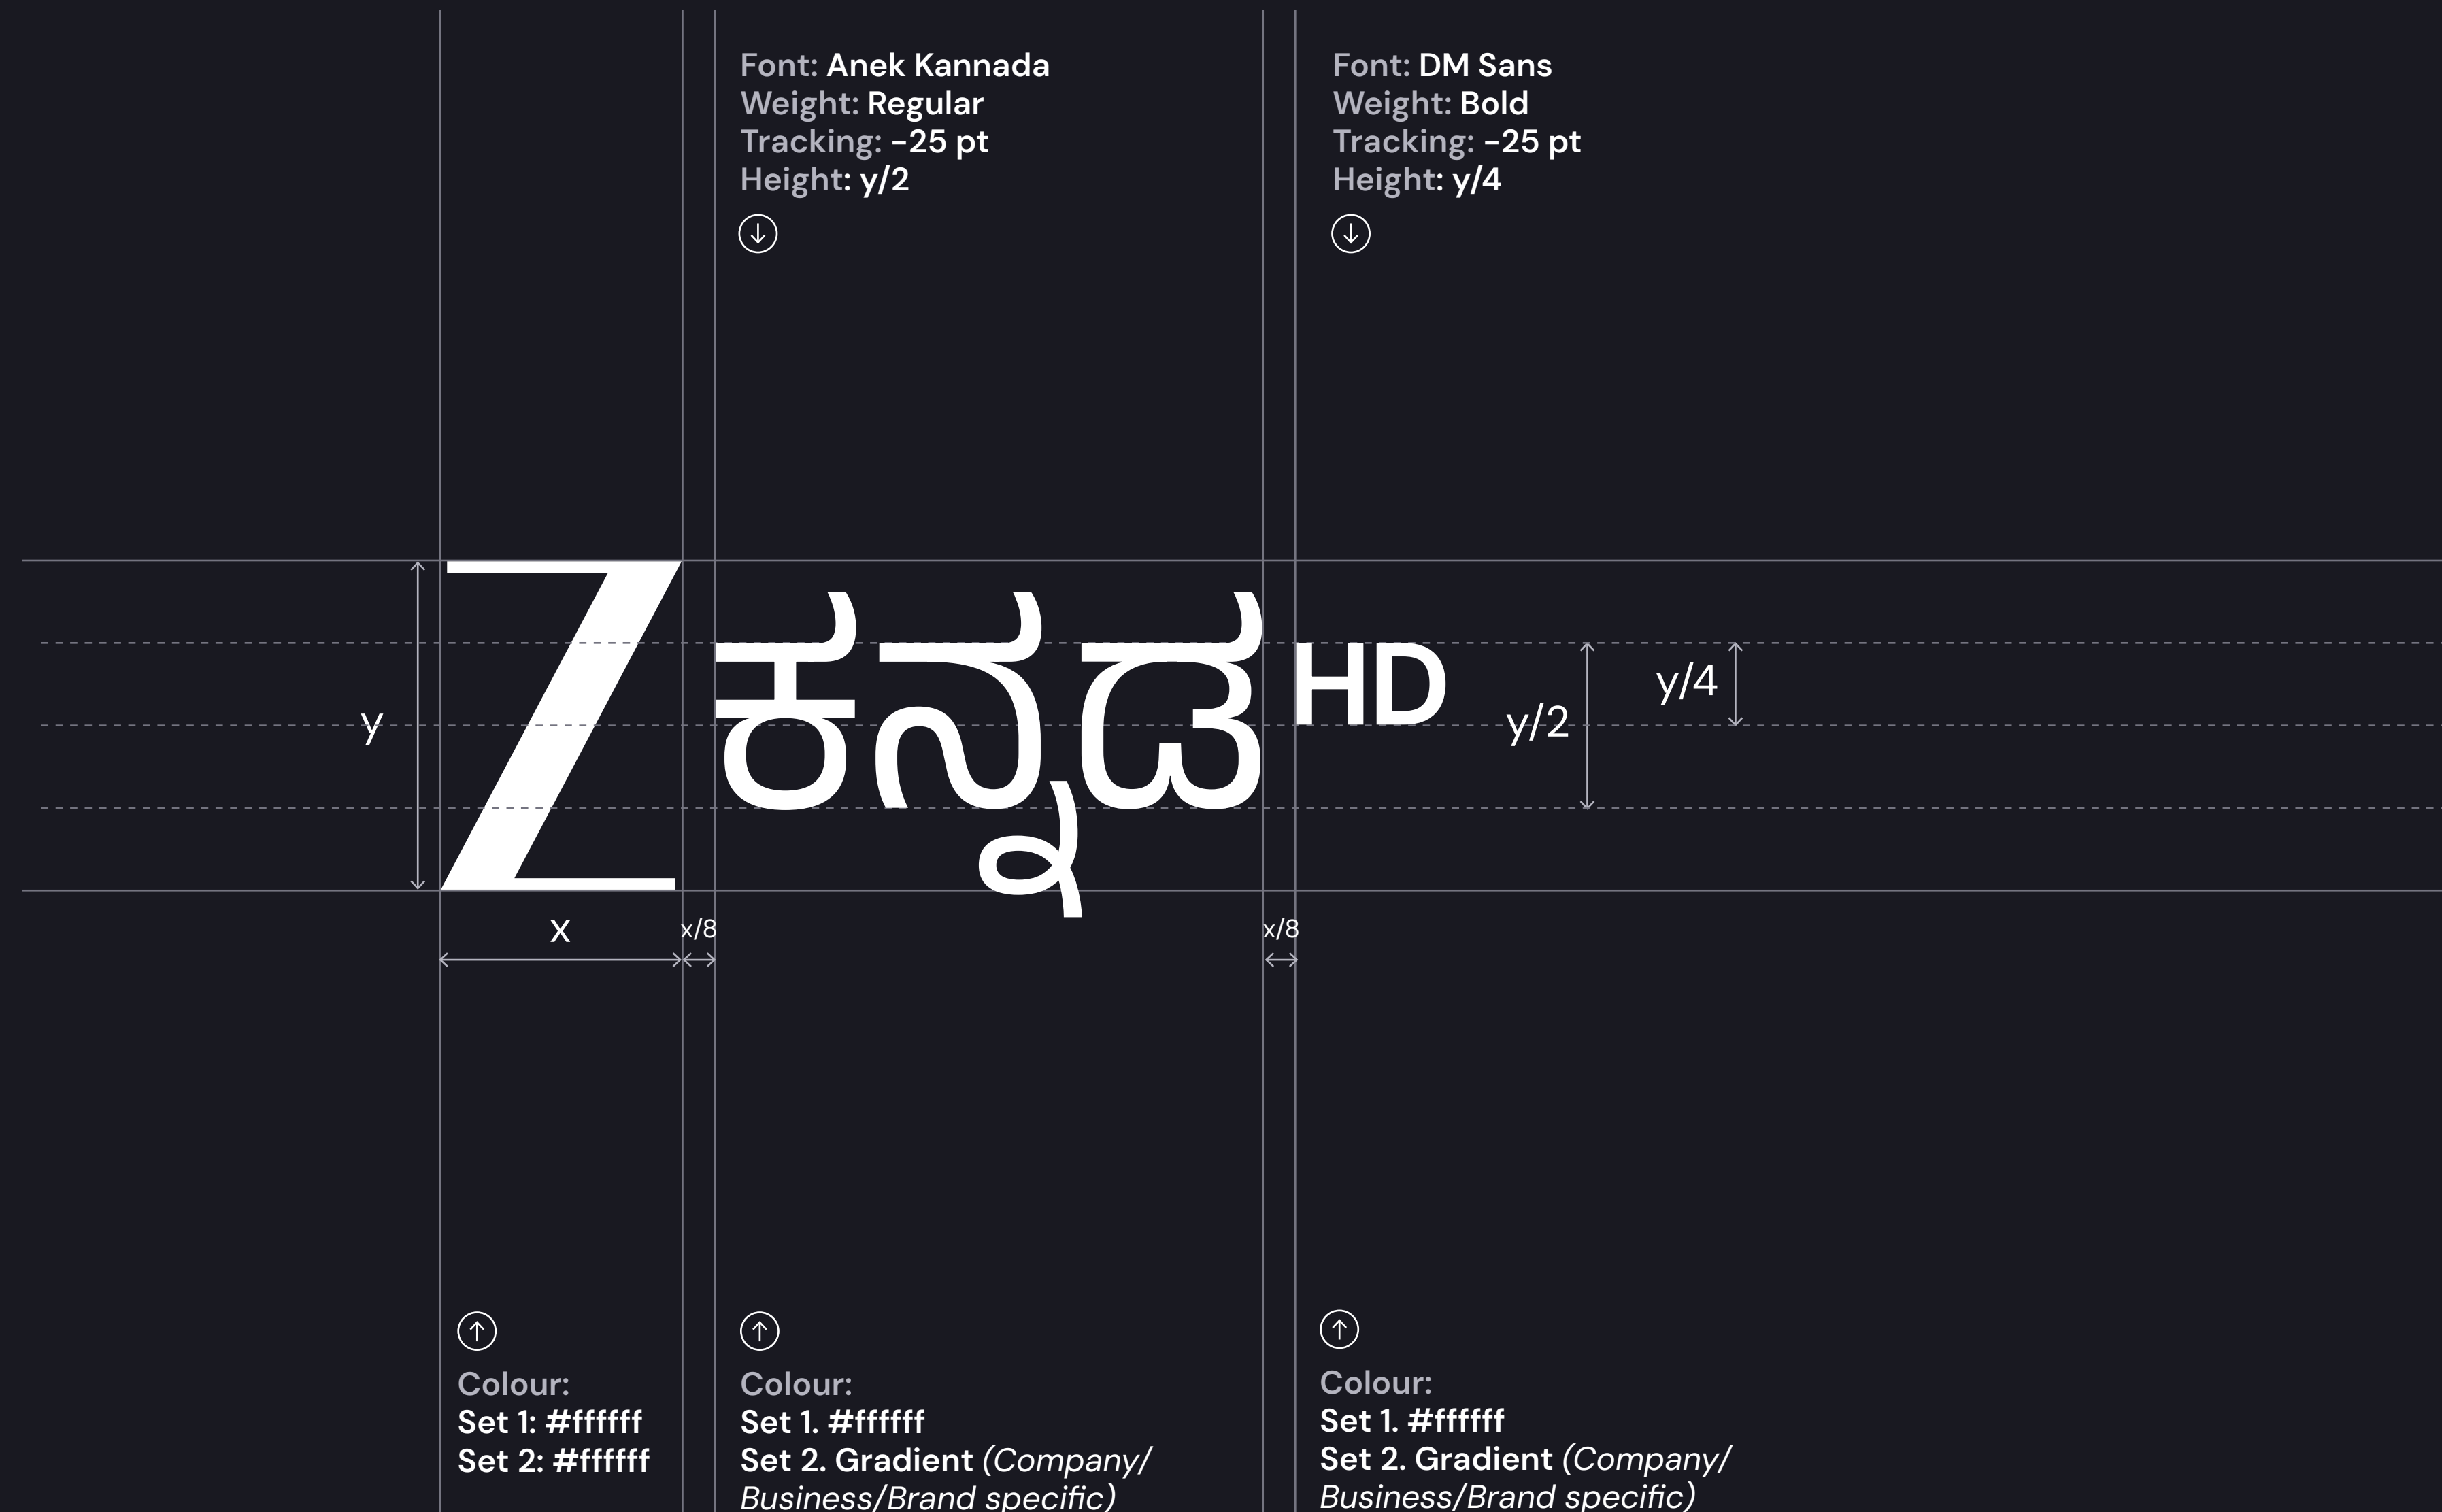 Font: Anek Kannada
Weight: Regular
Tracking: -25 pt
Height: y/2
Font: DM Sans
Weight: Bold
Tracking: -25 pt
Height: y/4
Z ಕನ್ನಡ HD
y
y/2
y/4
x
x/8
x/8
Colour:
Set 1: #ffffff
Set 2: #ffffff
Colour:
Set 1. #ffffff
Set 2. Gradient (Company/
Business/Brand specific)
Colour:
Set 1. #ffffff
Set 2. Gradient (Company/
Business/Brand specific)